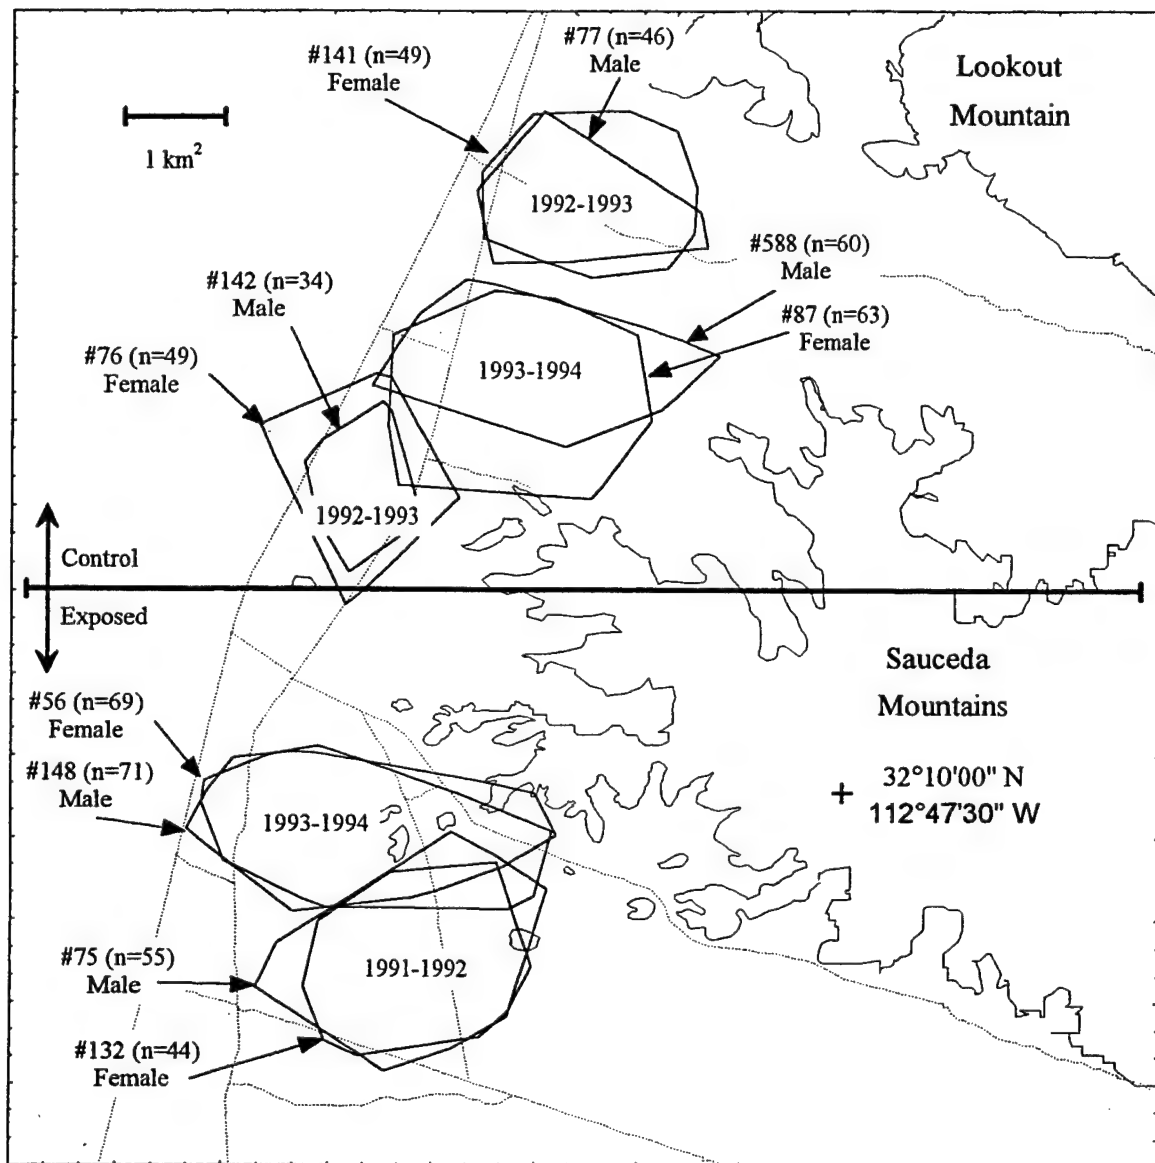 #141 (n=49)
Female
#77 (n=46)
Male
Lookout
Mountain
1 km²
1992-1993
#588 (n=60)
Male
#142 (n=34)
Male
#87 (n=63)
Female
#76 (n=49)
Female
1993-1994
1992-1993
Control
Exposed
Sauceda
Mountains
#56 (n=69)
Female
#148 (n=71)
Male
32°10'00" N
112°47'30" W
1993-1994
#75 (n=55)
Male
1991-1992
#132 (n=44)
Female